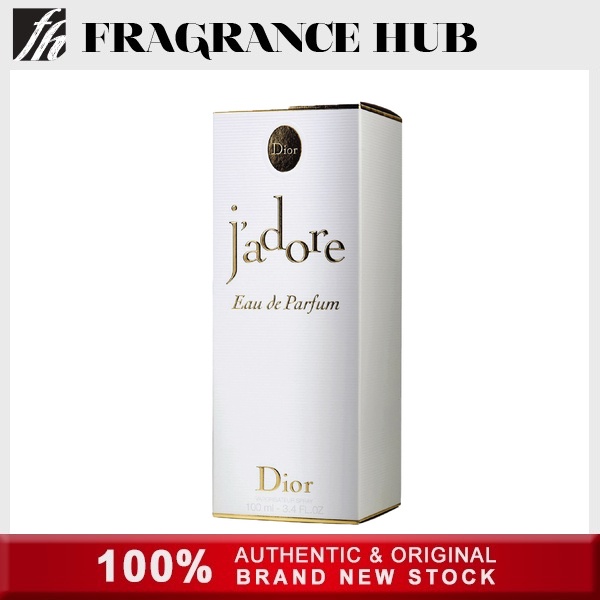 fh FRAGRANCE HUB
Dior
j'adore
Eau de Parfum
Dior
100 ml - 3.4 FL.OZ
100% AUTHENTIC & ORIGINAL
BRAND NEW STOCK